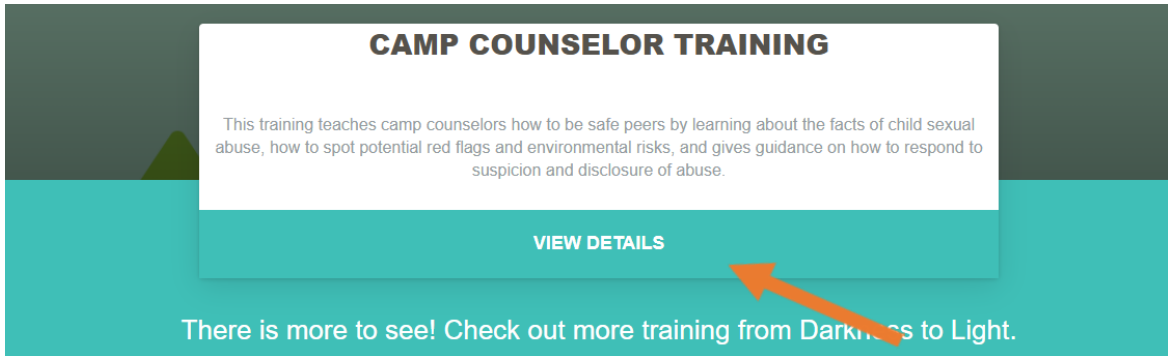 CAMP COUNSELOR TRAINING
This training teaches camp counselors how to be safe peers by learning about the facts of child sexual
abuse, how to spot potential red flags and environmental risks, and gives guidance on how to respond to
suspicion and disclosure of abuse.
VIEW DETAILS
There is more to see! Check out more training from Darkness to Light.